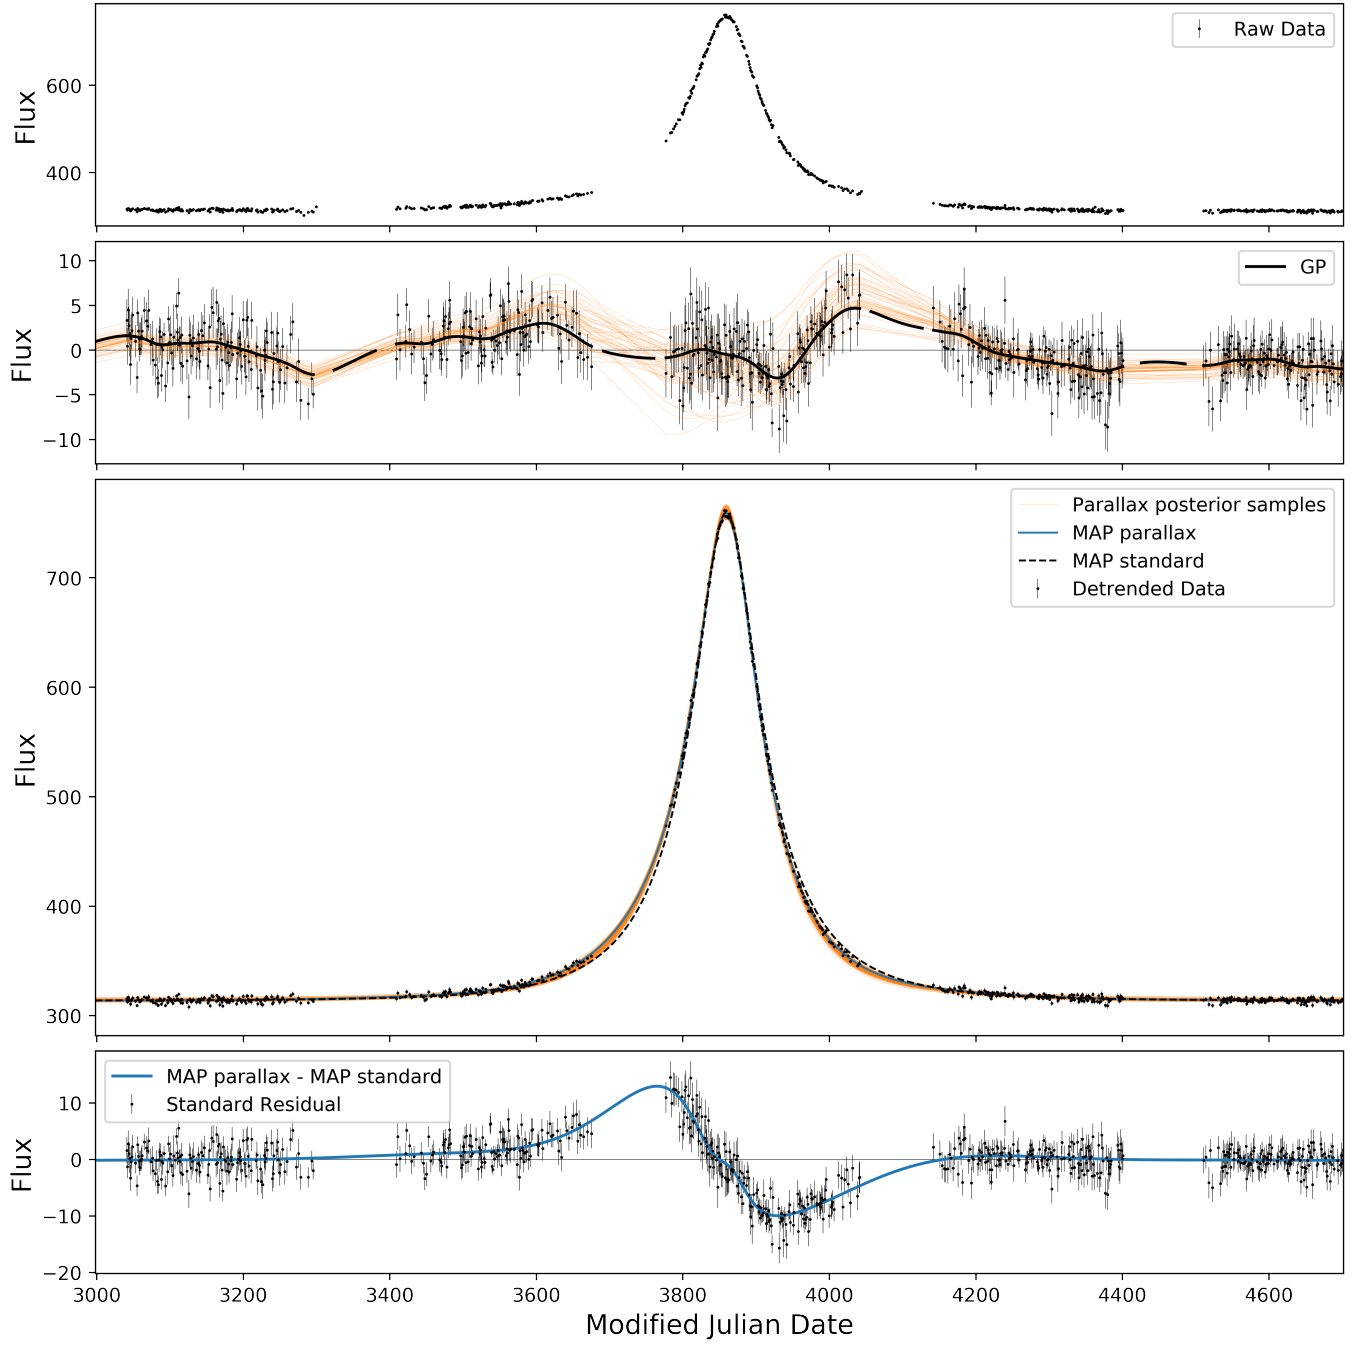 Raw Data
600
400
Flux
GP
10
5
0
−5
−10
Flux
Parallax posterior samples
MAP parallax
MAP standard
Detrended Data
700
600
500
400
300
Flux
MAP parallax - MAP standard
Standard Residual
10
0
−10
−20
Flux
3000 3200 3400 3600 3800 4000 4200 4400 4600
Modified Julian Date